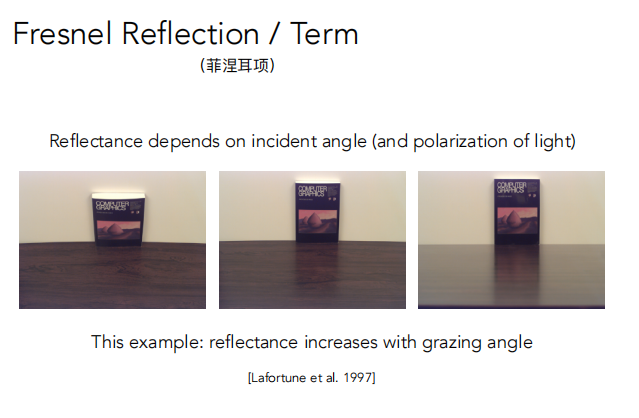 Fresnel Reflection / Term
（菲涅耳项）
Reflectance depends on incident angle (and polarization of light)
COMPUTER
GRAPHICS
COMPUTER
GRAPHICS
COMPUTER
GRAPHICS
This example: reflectance increases with grazing angle
[Lafortune et al. 1997]